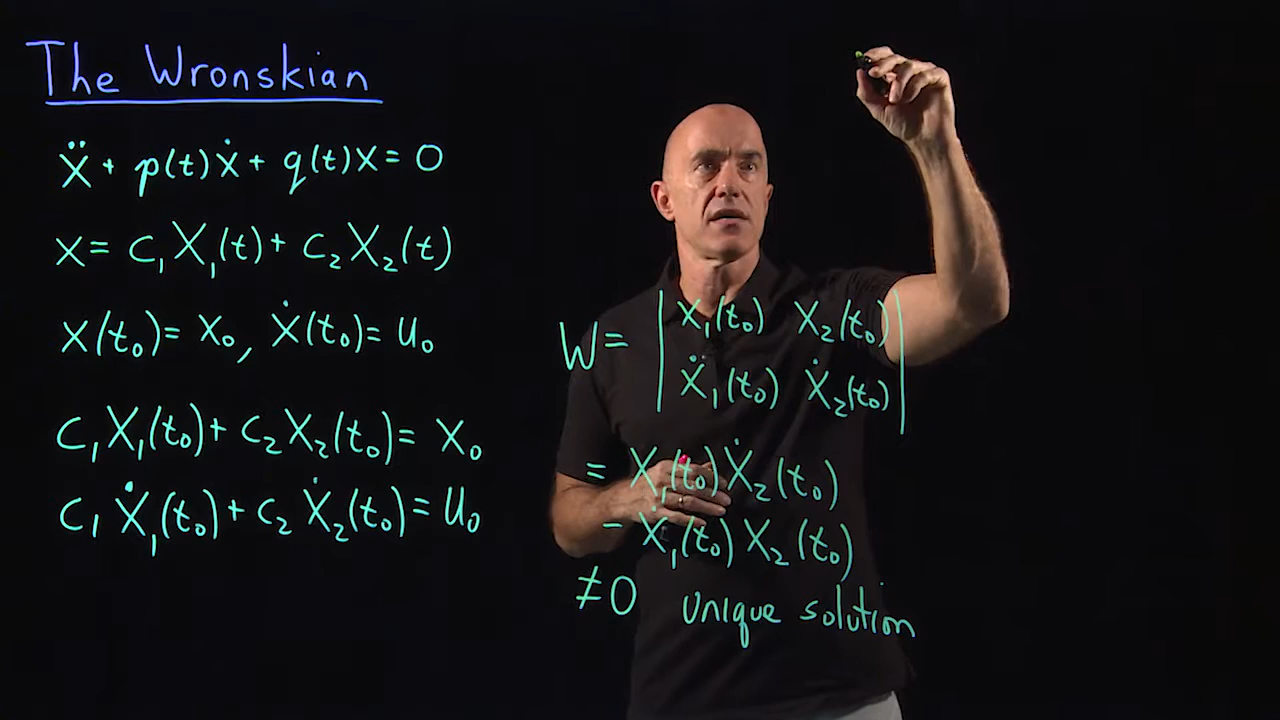 The Wronskian
Ẍ + p(t)Ẋ + q(t)X = 0
X = C₁X₁(t) + C₂X₂(t)
X(t₀) = X₀, Ẋ(t₀) = U₀
C₁X₁(t₀) + C₂X₂(t₀) = X₀
C₁Ẋ₁(t₀) + C₂Ẋ₂(t₀) = U₀
W = | X₁(t₀) X₂(t₀) |
| Ẍ₁(t₀) Ẋ₂(t₀) |
= X₁(t₀)Ẋ₂(t₀)
- Ẋ₁(t₀)X₂(t₀)
≠ 0 unique solution